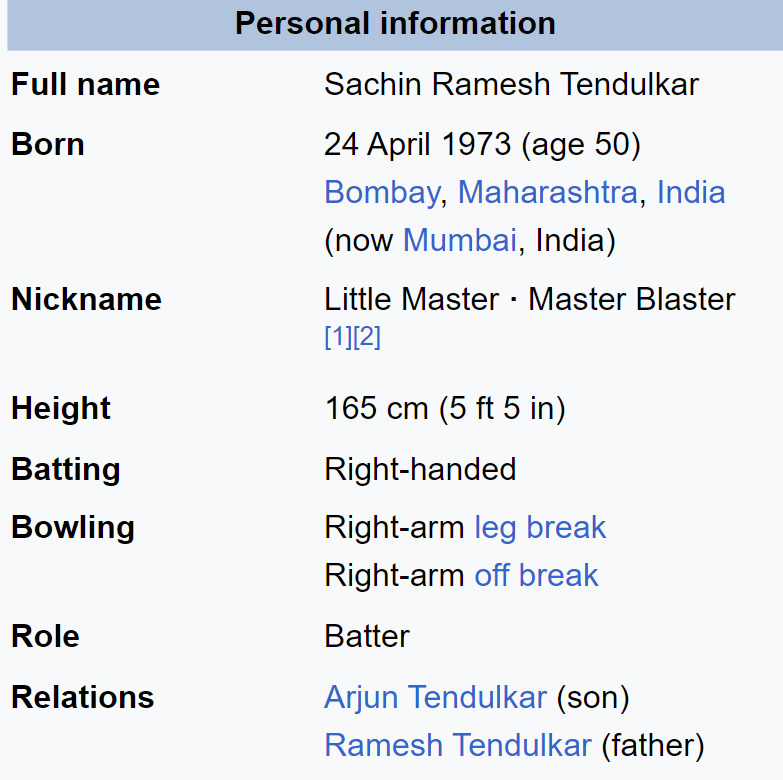 Personal information
Full name Sachin Ramesh Tendulkar
Born 24 April 1973 (age 50)
Bombay, Maharashtra, India
(now Mumbai, India)
Nickname Little Master · Master Blaster
[1][2]
Height 165 cm (5 ft 5 in)
Batting Right-handed
Bowling Right-arm leg break
Right-arm off break
Role Batter
Relations Arjun Tendulkar (son)
Ramesh Tendulkar (father)